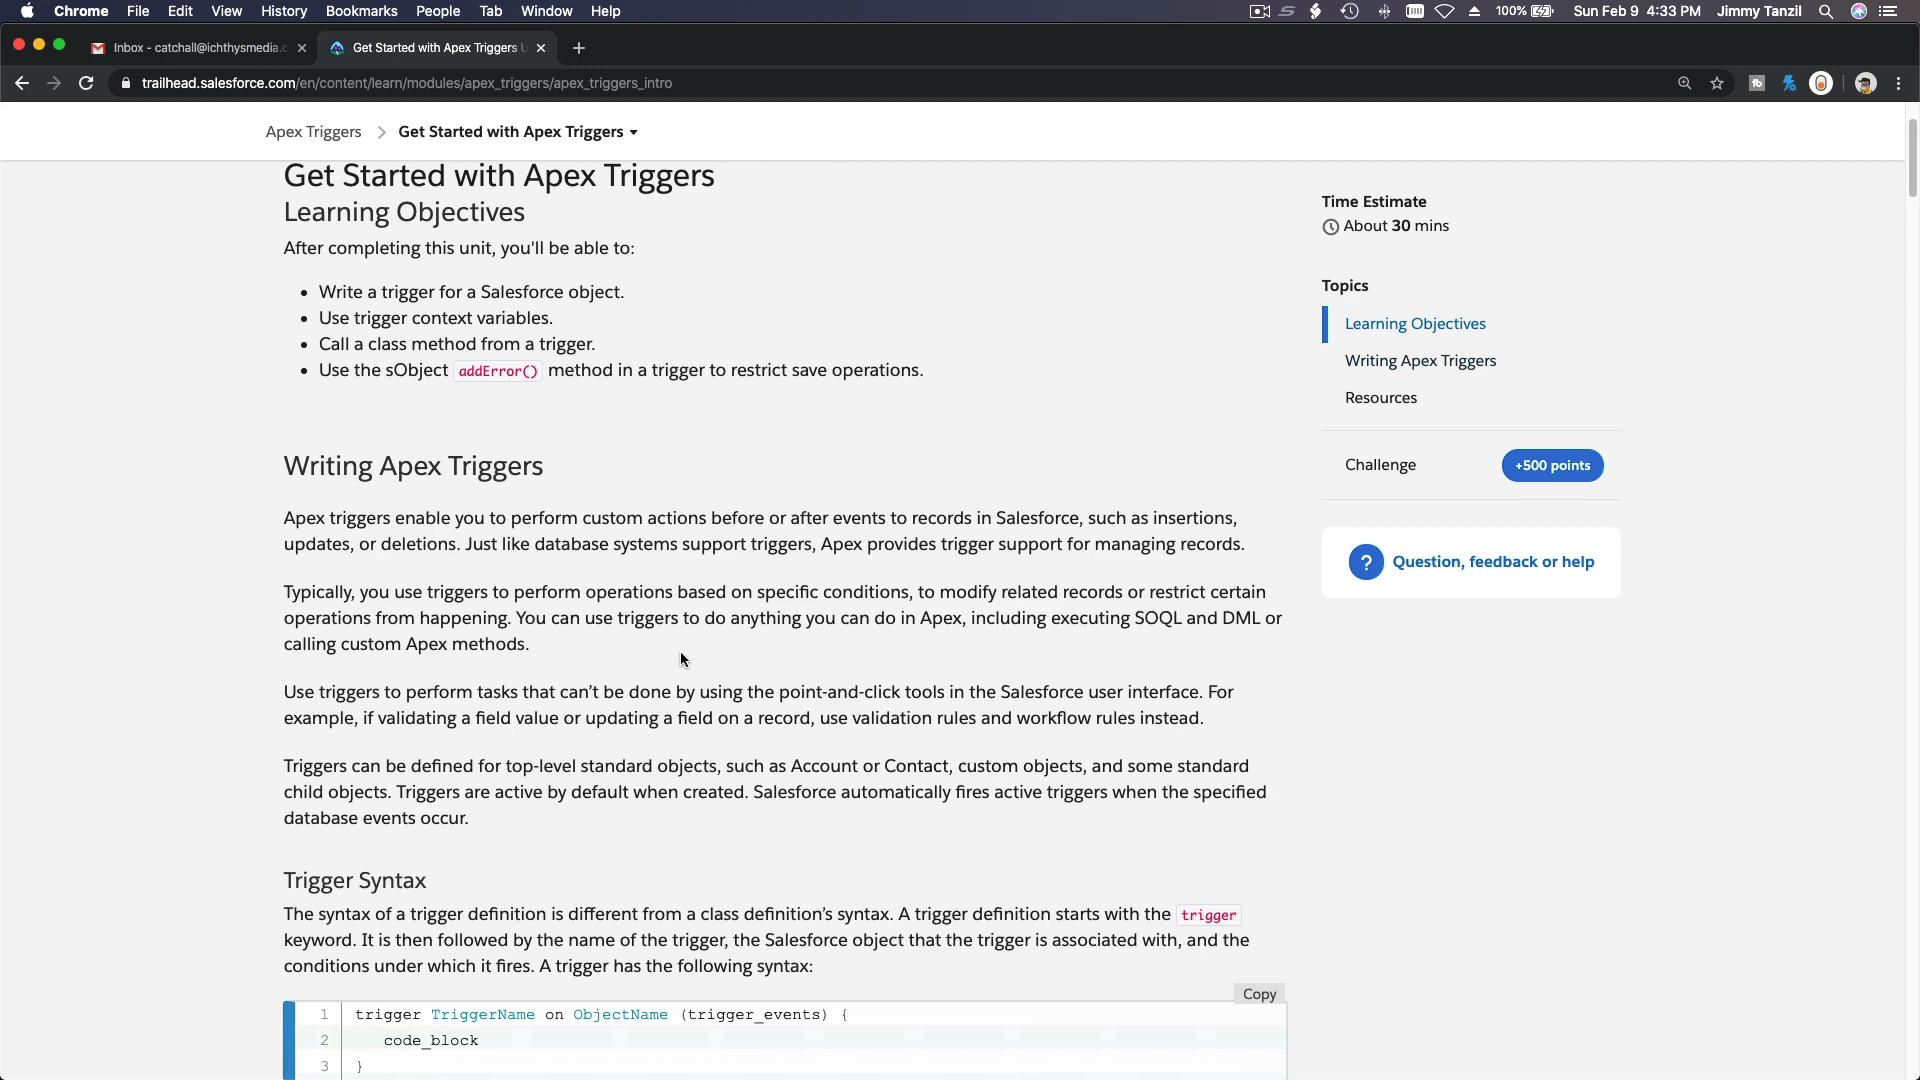 Chrome File Edit View History Bookmarks People Tab Window Help 100% Sun Feb 9 4:33 PM Jimmy Tanzil
Inbox - catchall@ichthysmedia.c Get Started with Apex Triggers U
trailhead.salesforce.com/en/content/learn/modules/apex_triggers/apex_triggers_intro
Apex Triggers > Get Started with Apex Triggers
Get Started with Apex Triggers
Learning Objectives
After completing this unit, you'll be able to:
• Write a trigger for a Salesforce object.
• Use trigger context variables.
• Call a class method from a trigger.
• Use the sObject addError() method in a trigger to restrict save operations.
Writing Apex Triggers
Apex triggers enable you to perform custom actions before or after events to records in Salesforce, such as insertions,
updates, or deletions. Just like database systems support triggers, Apex provides trigger support for managing records.
Typically, you use triggers to perform operations based on specific conditions, to modify related records or restrict certain
operations from happening. You can use triggers to do anything you can do in Apex, including executing SOQL and DML or
calling custom Apex methods.
Use triggers to perform tasks that can’t be done by using the point-and-click tools in the Salesforce user interface. For
example, if validating a field value or updating a field on a record, use validation rules and workflow rules instead.
Triggers can be defined for top-level standard objects, such as Account or Contact, custom objects, and some standard
child objects. Triggers are active by default when created. Salesforce automatically fires active triggers when the specified
database events occur.
Trigger Syntax
The syntax of a trigger definition is different from a class definition’s syntax. A trigger definition starts with the trigger
keyword. It is then followed by the name of the trigger, the Salesforce object that the trigger is associated with, and the
conditions under which it fires. A trigger has the following syntax:
Copy
1 trigger TriggerName on ObjectName (trigger_events) {
2 code_block
3 }
Time Estimate
About 30 mins
Topics
Learning Objectives
Writing Apex Triggers
Resources
Challenge +500 points
? Question, feedback or help